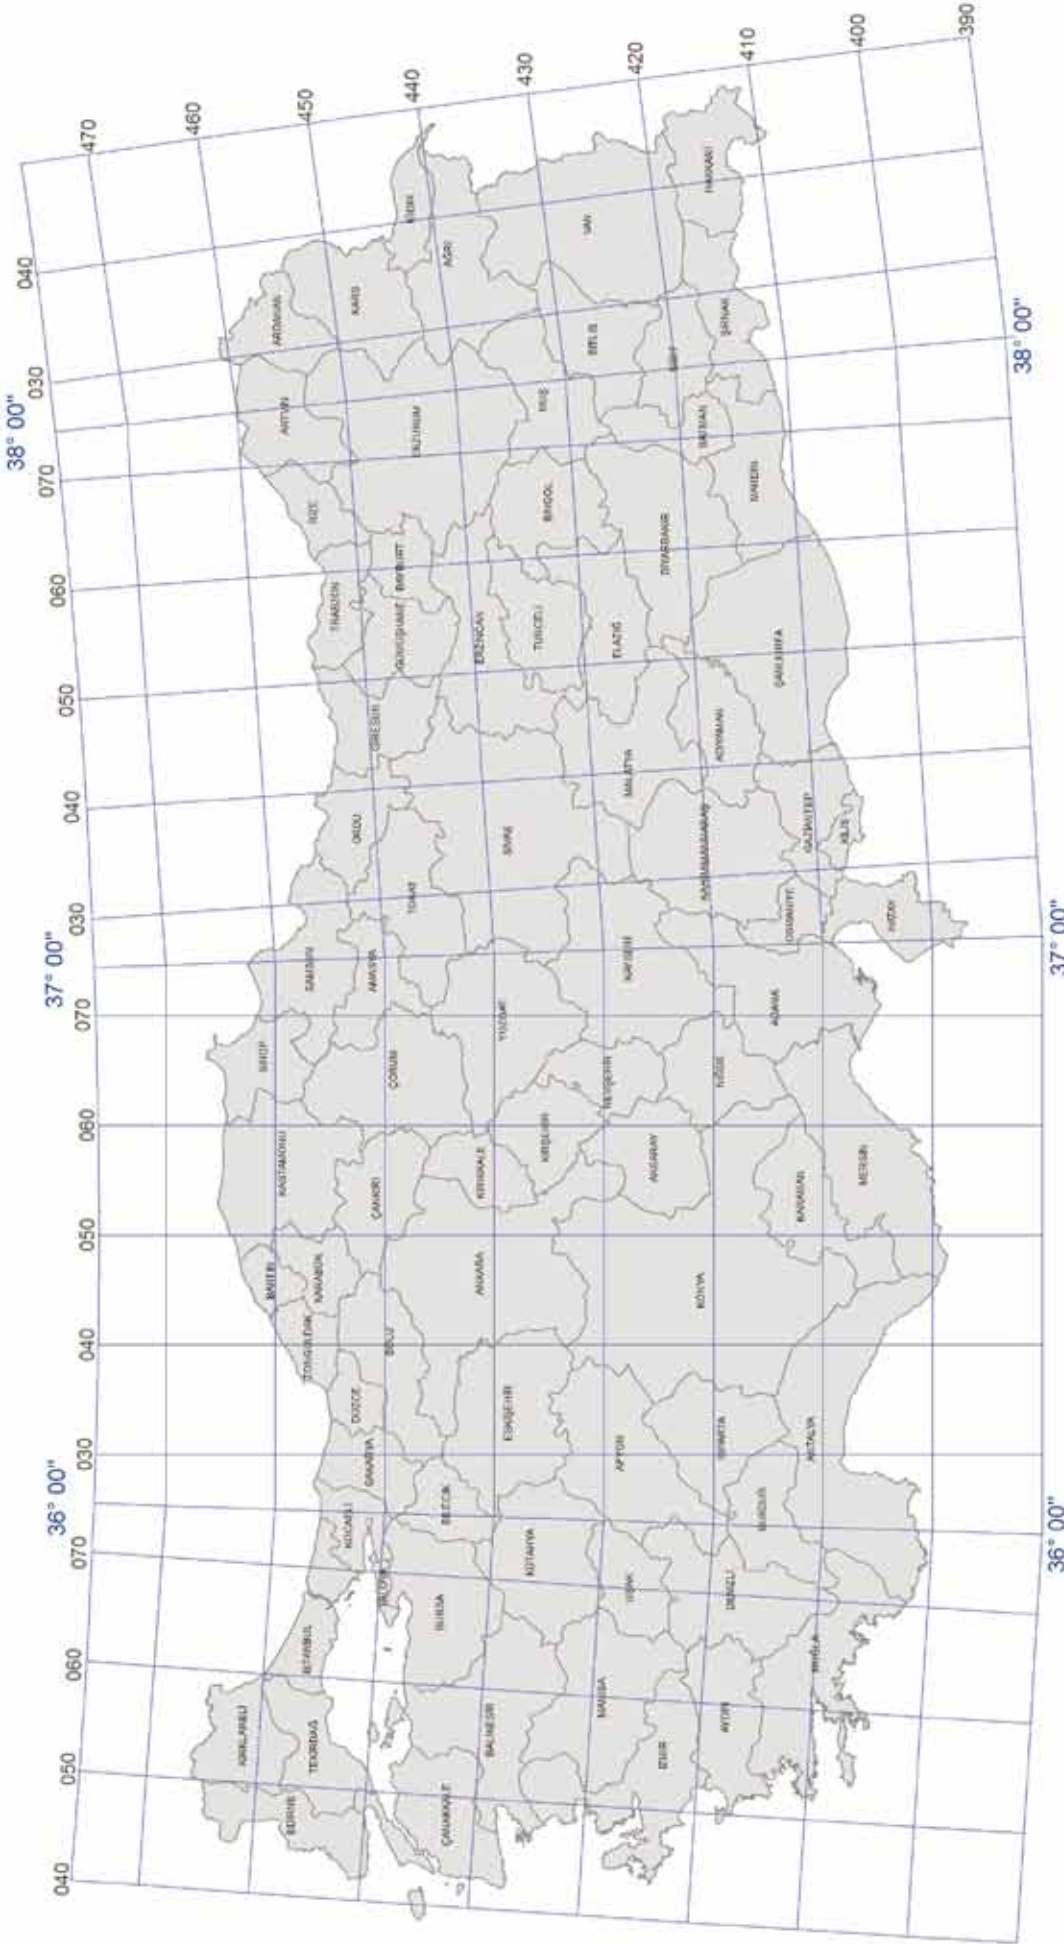 38° 00"
37° 00"
36° 00"
040
050
060
070
030
040
050
060
070
030
040
050
060
070
030
040
470
460
450
440
430
420
410
400
390
KIRKLARELİ
EDİRNE
TEKİRDAĞ
İSTANBUL
ÇANAKKALE
BALIKESİR
BURSA
YALOVA
KOCAELİ
SAKARYA
DÜZCE
BOLU
ZONGULDAK
BARTIN
KARABÜK
KASTAMONU
ÇANKIRI
SİNOP
SAMSUN
AMASYA
ÇORUM
TOKAT
ORDU
GİRESUN
TRABZON
GÜMÜŞHANE
BAYBURT
RİZE
ARTVİN
ARDAHAN
KARS
IĞDIR
AĞRI
ERZURUM
ERZİNCAN
TUNCELİ
BİNGÖL
MUŞ
BİTLİS
VAN
HAKKARİ
ŞIRNAK
SİİRT
BATMAN
MARDİN
DİYARBAKIR
ELAZIĞ
MALATYA
ADIYAMAN
ŞANLIURFA
GAZİANTEP
KİLİS
KAHRAMANMARAŞ
OSMANİYE
HATAY
ADANA
SİVAS
YOZGAT
KAYSERİ
NEVŞEHİR
NİĞDE
KIRŞEHİR
KIRIKKALE
AKSARAY
ANKARA
KONYA
KARAMAN
MERSİN
ESKİŞEHİR
BİLECİK
KÜTAHYA
AFYON
ISPARTA
BURDUR
ANTALYA
UŞAK
DENİZLİ
MANİSA
İZMİR
AYDIN
MUĞLA
38° 00"
37° 00"
36° 00"